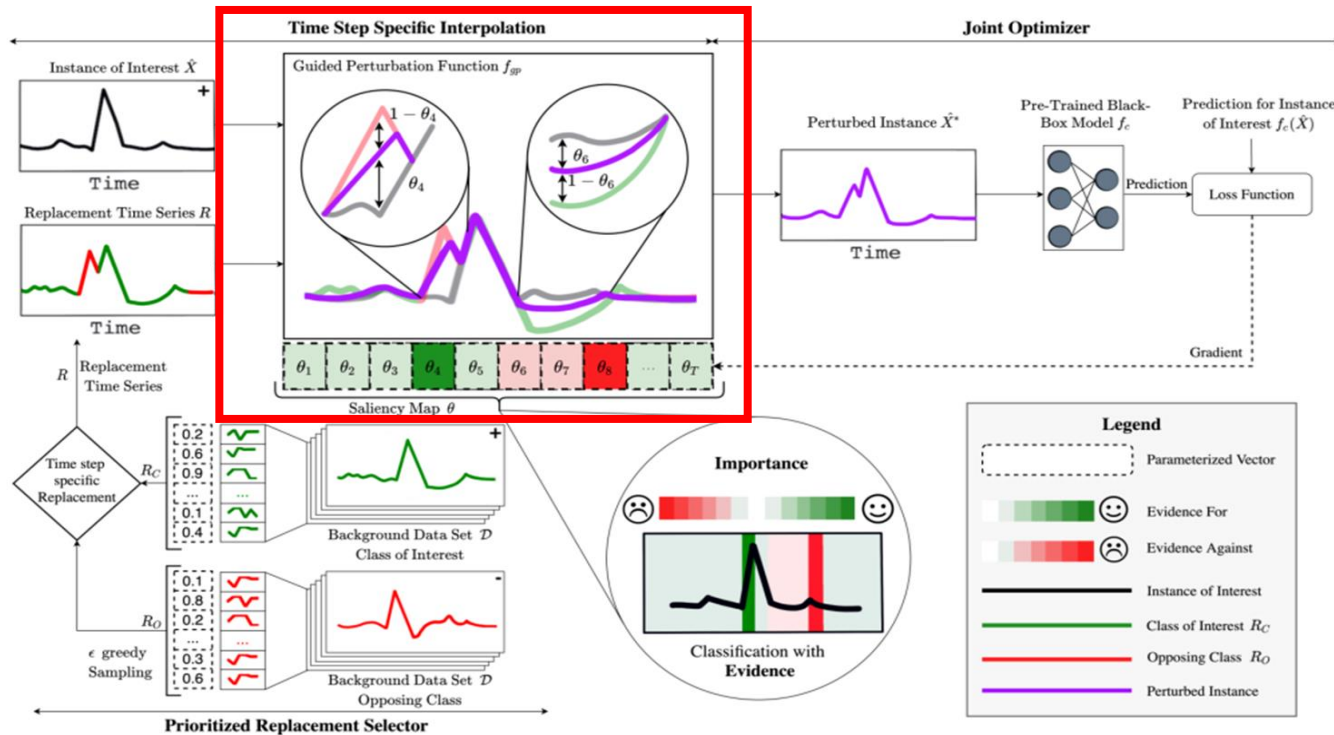 Time Step Specific Interpolation
Joint Optimizer
Instance of Interest X̂
+
Time
Replacement Time Series R
Time
Guided Perturbation Function f_gp
1 − θ₄
θ₄
θ₆
1 − θ₆
θ₁ θ₂ θ₃ θ₄ θ₅ θ₆ θ₇ θ₈ ... θ_T
Saliency Map θ
Perturbed Instance X̂*
Time
Pre-Trained Black-
Box Model f_c
Prediction
Prediction for Instance
of Interest f_c(X̂)
Loss Function
Gradient
R
Replacement
Time Series
Time step
specific
Replacement
R_C
0.2
0.6
0.9
...
...
0.1
0.4
+
Background Data Set 𝒟
Class of Interest
R_O
ϵ greedy
Sampling
0.1
0.8
0.2
...
...
0.3
0.6
-
Background Data Set 𝒟
Opposing Class
Prioritized Replacement Selector
Importance
Classification with
Evidence
Legend
Parameterized Vector
Evidence For
Evidence Against
Instance of Interest
Class of Interest R_C
Opposing Class R_O
Perturbed Instance